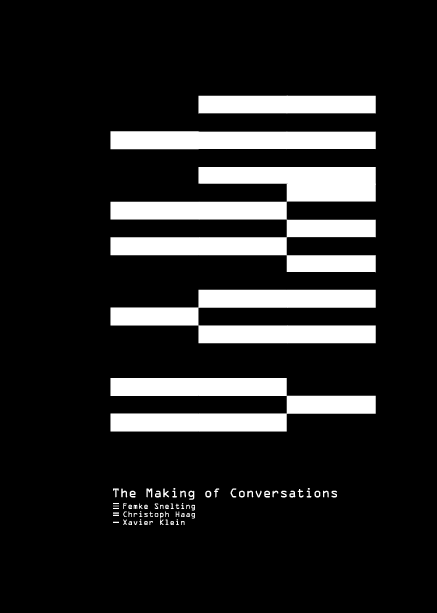 The Making of Conversations
Femke Snelting
Christoph Haag
Xavier Klein